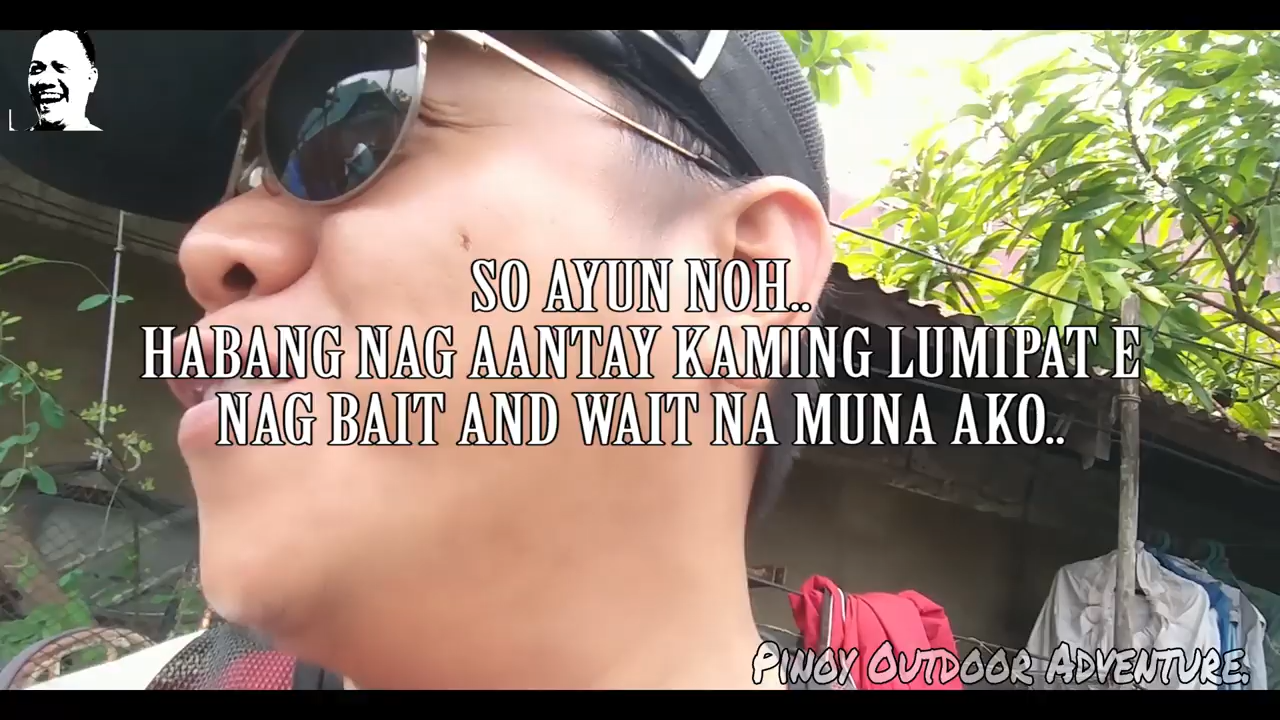 SO AYUN NOH..
HABANG NAG AANTAY KAMING LUMIPAT E
NAG BAIT AND WAIT NA MUNA AKO..
PINOY OUTDOOR ADVENTURE.